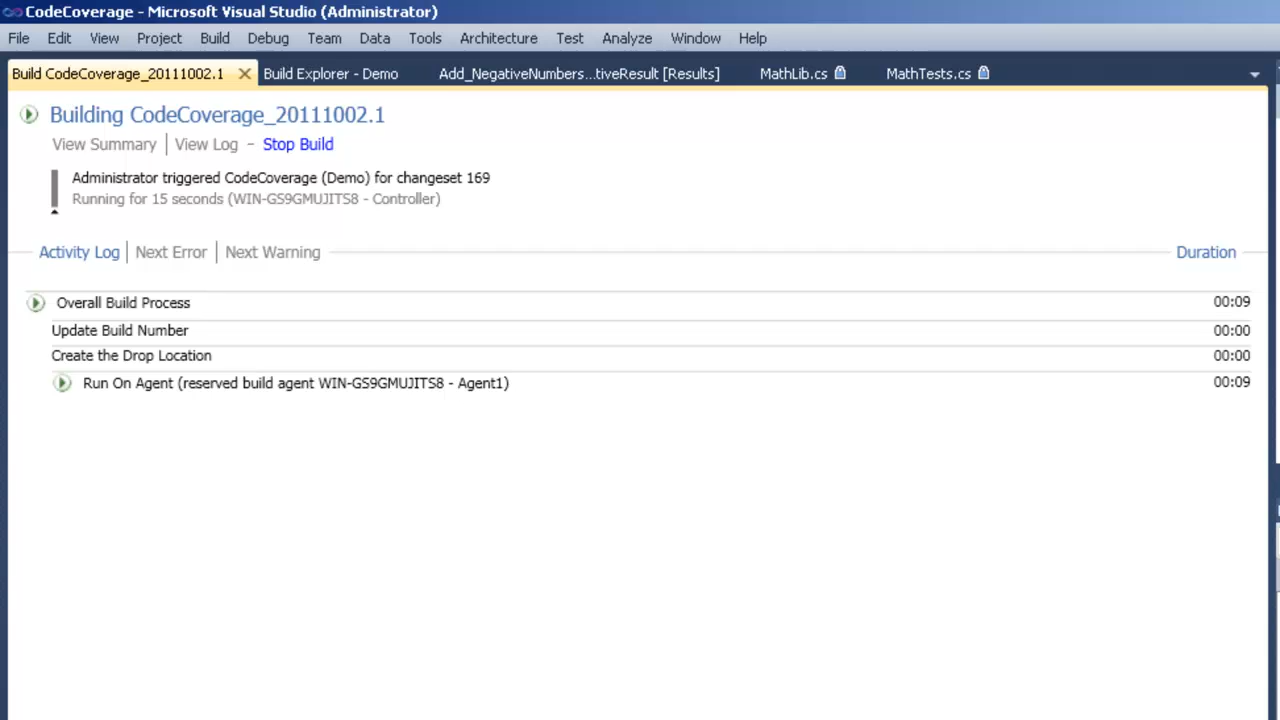 CodeCoverage - Microsoft Visual Studio (Administrator)
File Edit View Project Build Debug Team Data Tools Architecture Test Analyze Window Help
Build CodeCoverage_20111002.1 Build Explorer - Demo Add_NegativeNumbers...tiveResult [Results] MathLib.cs MathTests.cs
Building CodeCoverage_20111002.1
View Summary | View Log - Stop Build
Administrator triggered CodeCoverage (Demo) for changeset 169
Running for 15 seconds (WIN-GS9GMUJITS8 - Controller)
Activity Log | Next Error | Next Warning Duration
Overall Build Process 00:09
Update Build Number 00:00
Create the Drop Location 00:00
Run On Agent (reserved build agent WIN-GS9GMUJITS8 - Agent1) 00:09